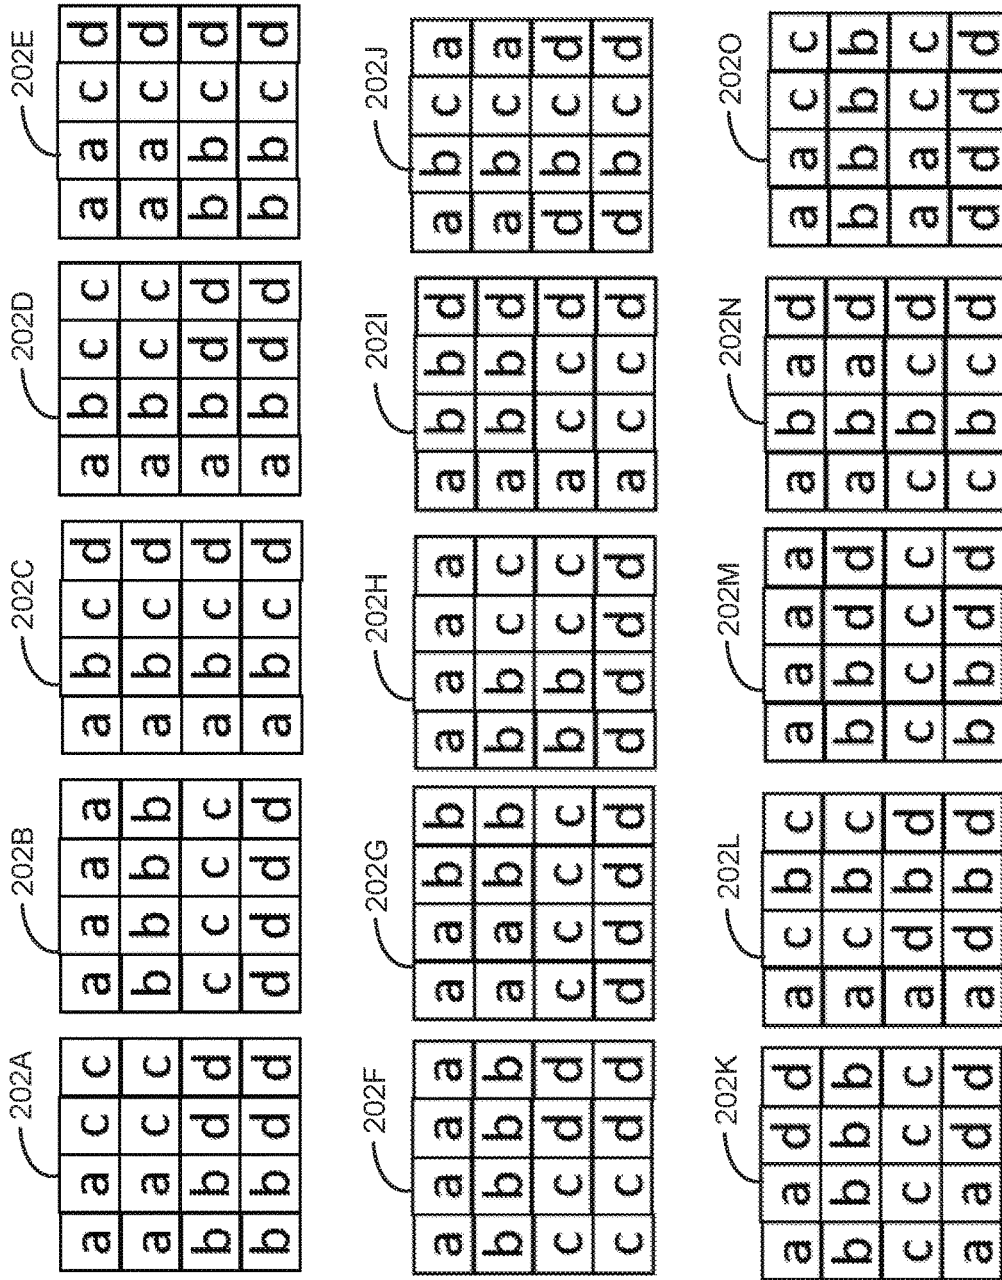 202A
a a c c
a a c c
b b d d
b b d d
202B
a a a a
b b b b
c c c c
d d d d
202C
a b c d
a b c d
a b c d
a b c d
202D
a b c c
a b c c
a b d d
a b d d
202E
a a c d
a a c d
b b c d
b b c d
202F
a a a a
b b b b
c c d d
c c d d
202G
a a b b
a a b b
c c c c
d d d d
202H
a a a a
b b c c
b b c c
d d d d
202I
a b b d
a b b d
a c c d
a c c d
202J
a b c a
a b c a
d b c d
d b c d
202K
a a d d
b b b b
c c c c
a a d d
202L
a c b c
a c b c
a d b d
a d b d
202M
a a a a
b b d d
c c c c
b b d d
202N
a b a d
a b a d
c b c d
c b c d
202O
a a c c
b b b b
a a c c
d d d d